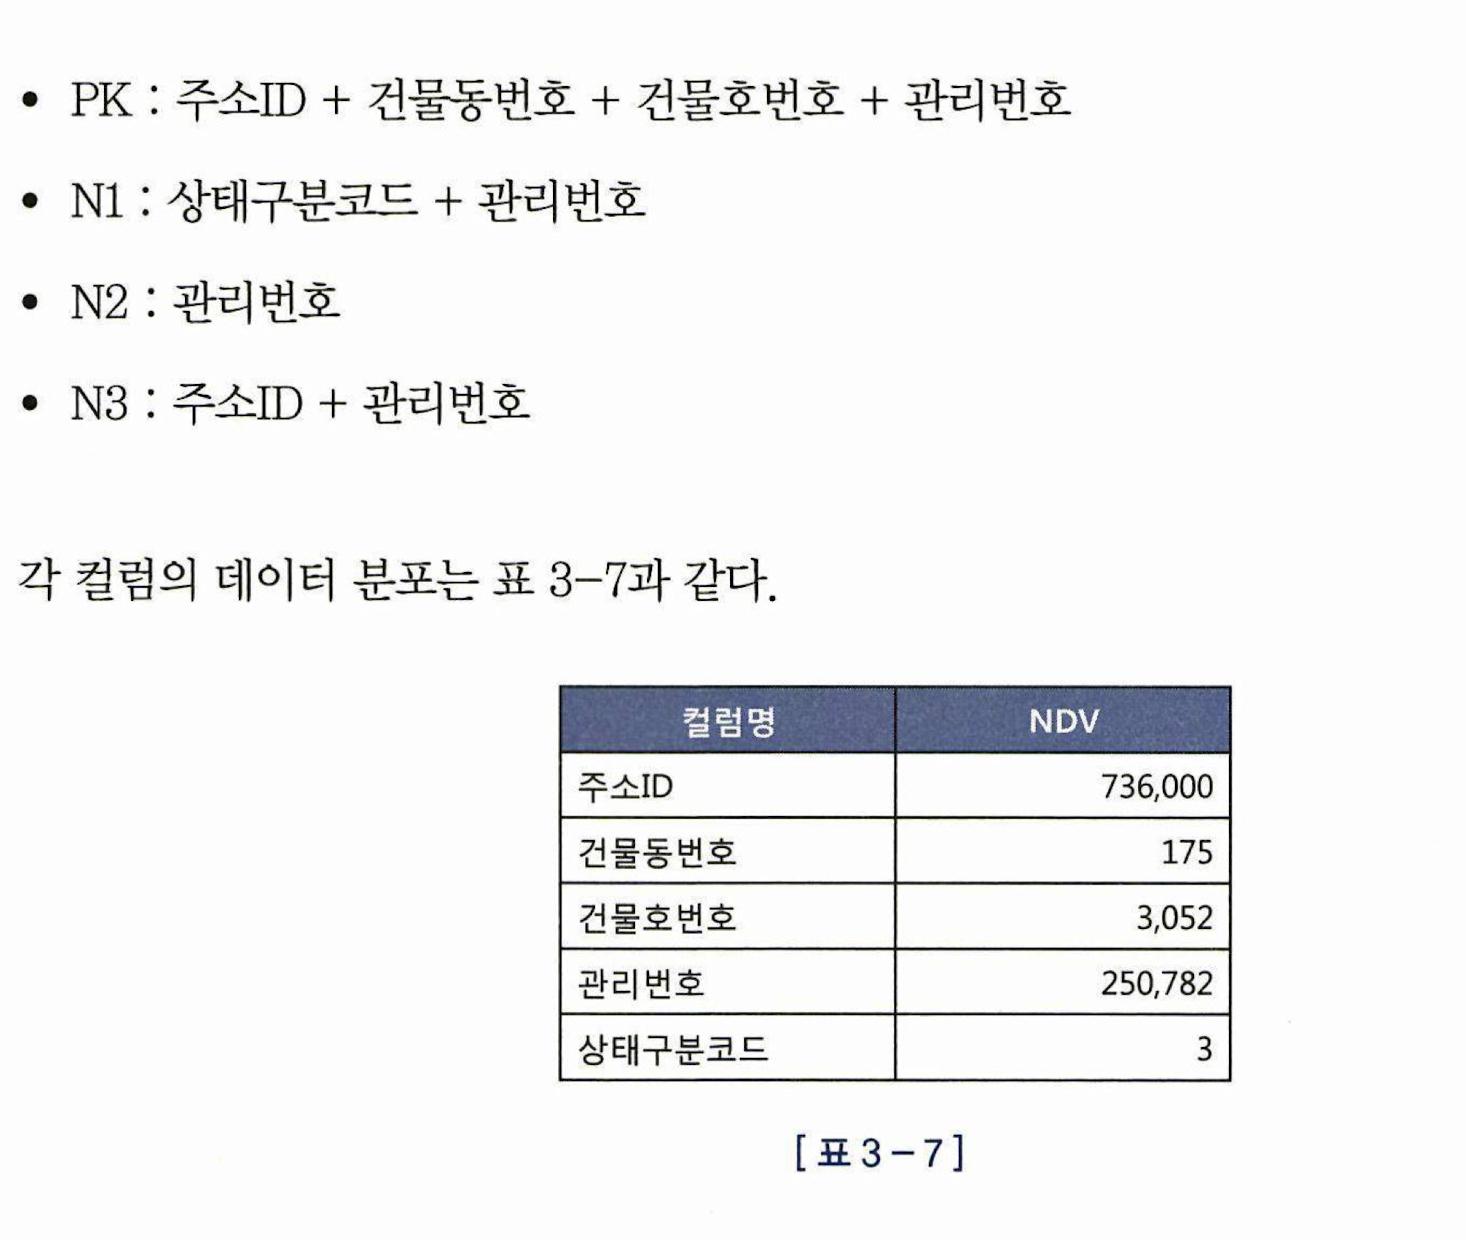 • PK : 주소ID + 건물동번호 + 건물호번호 + 관리번호
• N1 : 상태구분코드 + 관리번호
• N2 : 관리번호
• N3 : 주소ID + 관리번호
각 컬럼의 데이터 분포는 표 3-7과 같다.
컬럼명 NDV
주소ID 736,000
건물동번호 175
건물호번호 3,052
관리번호 250,782
상태구분코드 3
[ 표 3 - 7 ]